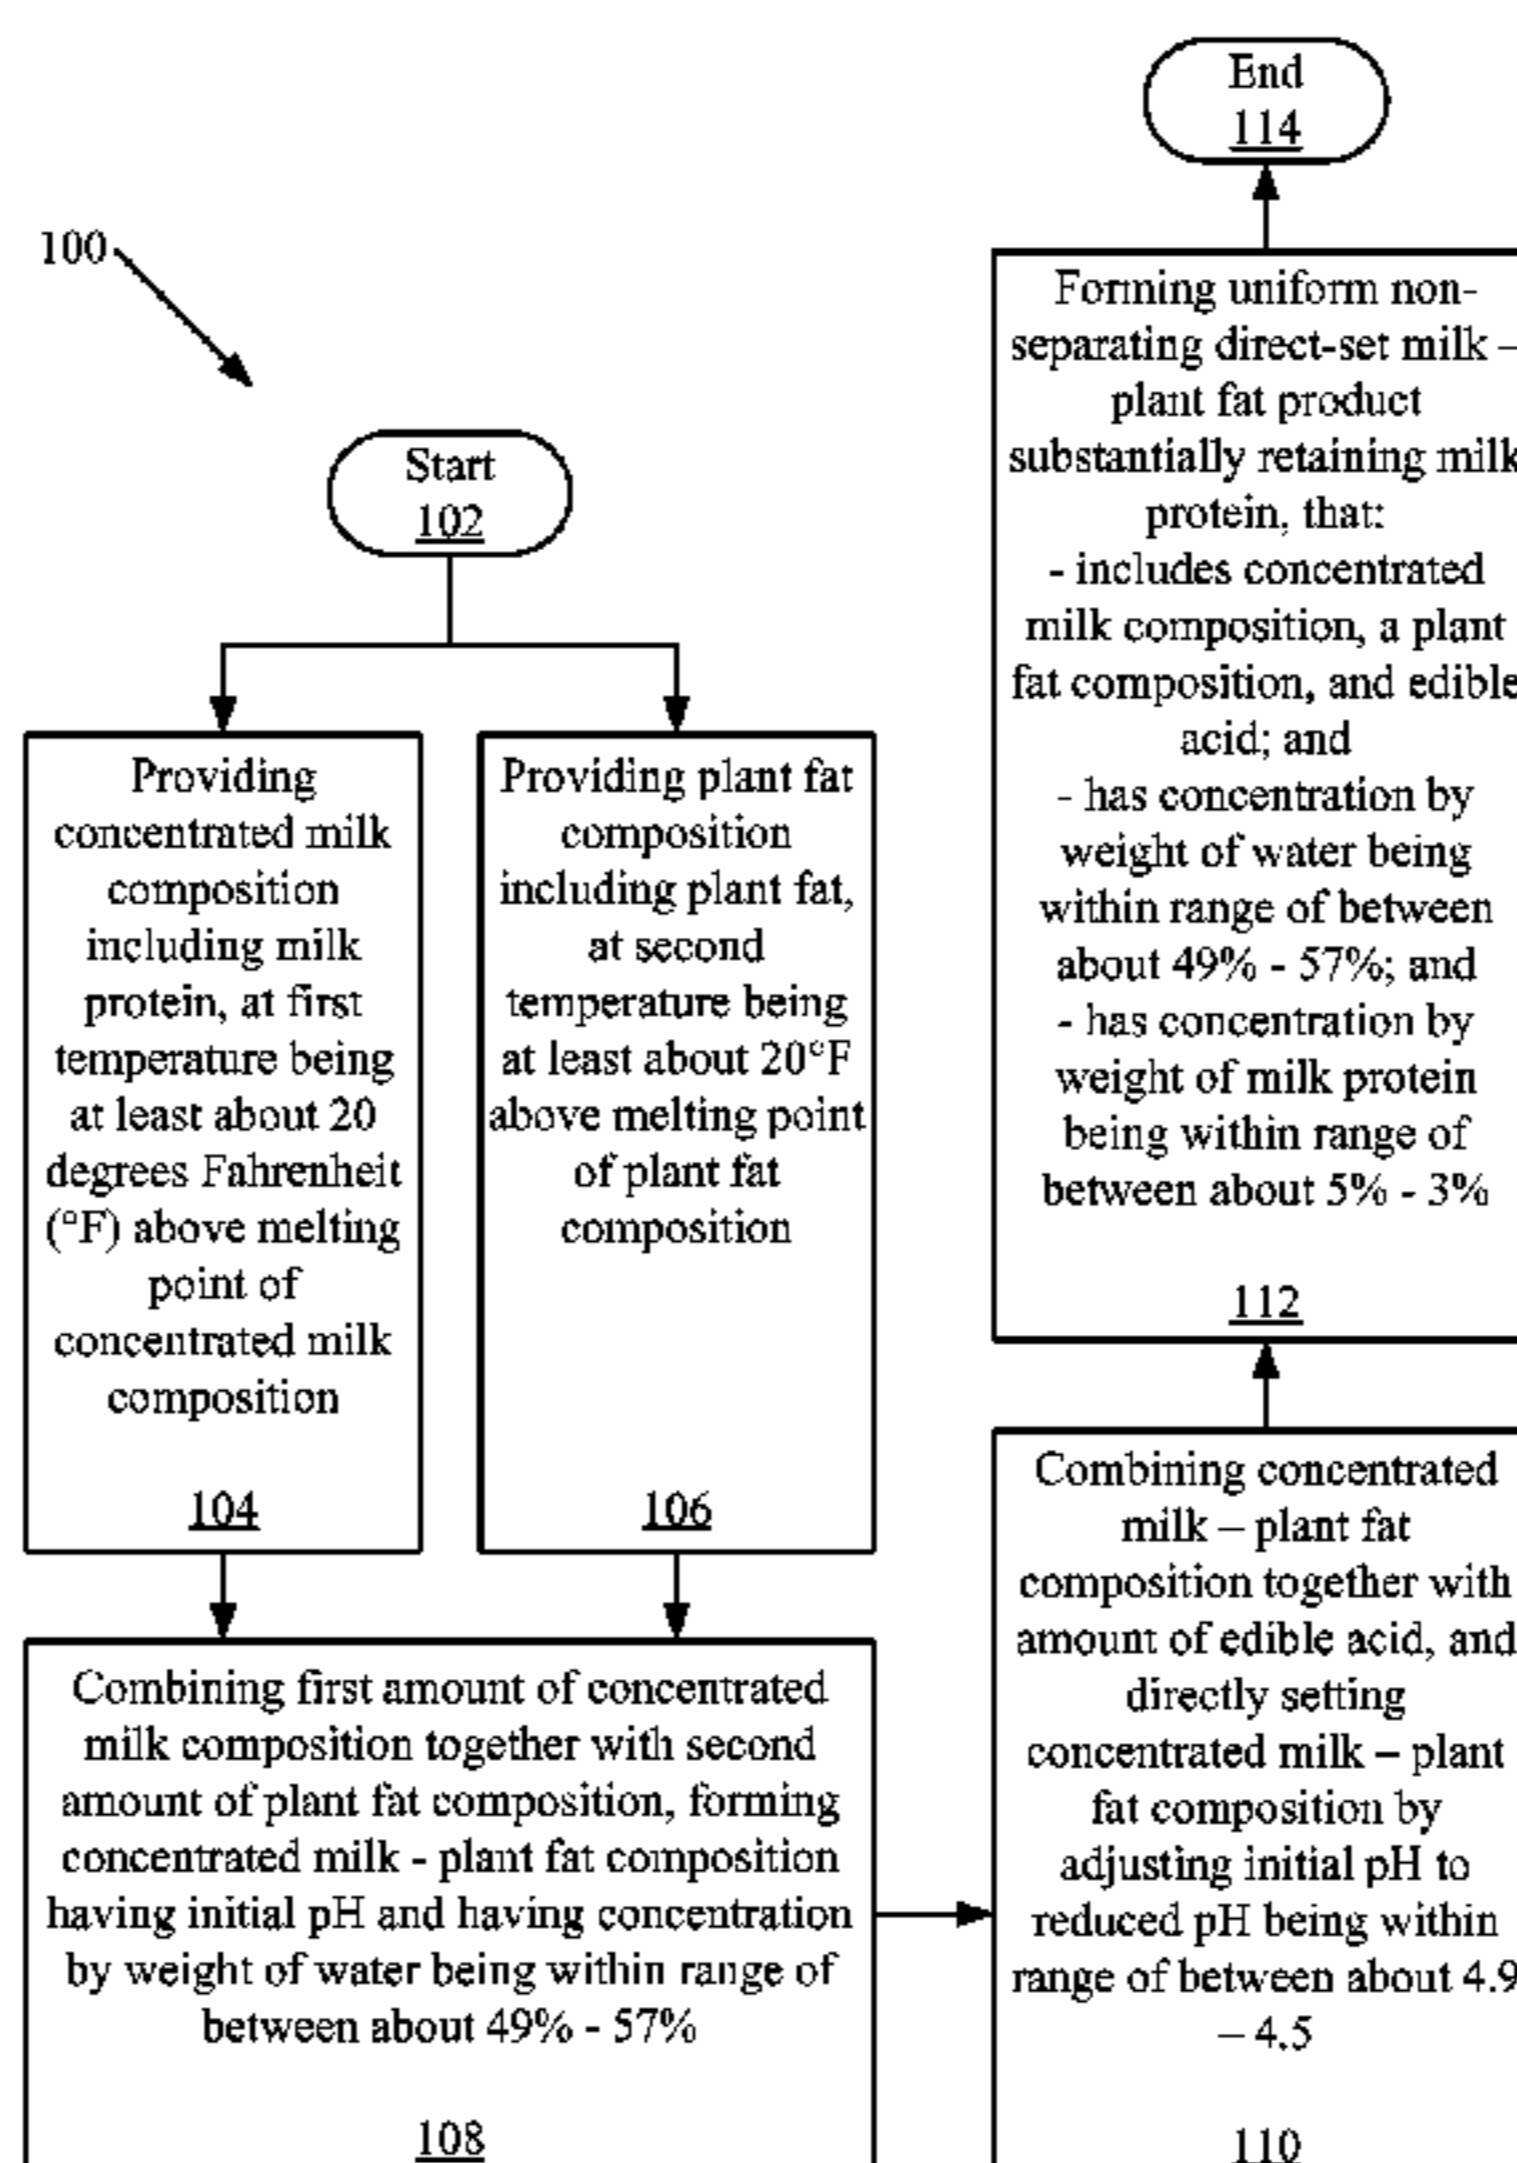 100
Start
102
Providing
concentrated milk
composition
including milk
protein, at first
temperature being
at least about 20
degrees Fahrenheit
(°F) above melting
point of
concentrated milk
composition
104
Providing plant fat
composition
including plant fat,
at second
temperature being
at least about 20°F
above melting point
of plant fat
composition
106
Combining first amount of concentrated
milk composition together with second
amount of plant fat composition, forming
concentrated milk - plant fat composition
having initial pH and having concentration
by weight of water being within range of
between about 49% - 57%
108
Combining concentrated
milk – plant fat
composition together with
amount of edible acid, and
directly setting
concentrated milk – plant
fat composition by
adjusting initial pH to
reduced pH being within
range of between about 4.9
– 4.5
110
Forming uniform non-
separating direct-set milk –
plant fat product
substantially retaining milk
protein, that:
- includes concentrated
milk composition, a plant
fat composition, and edible
acid; and
- has concentration by
weight of water being
within range of between
about 49% - 57%; and
- has concentration by
weight of milk protein
being within range of
between about 5% - 3%
112
End
114